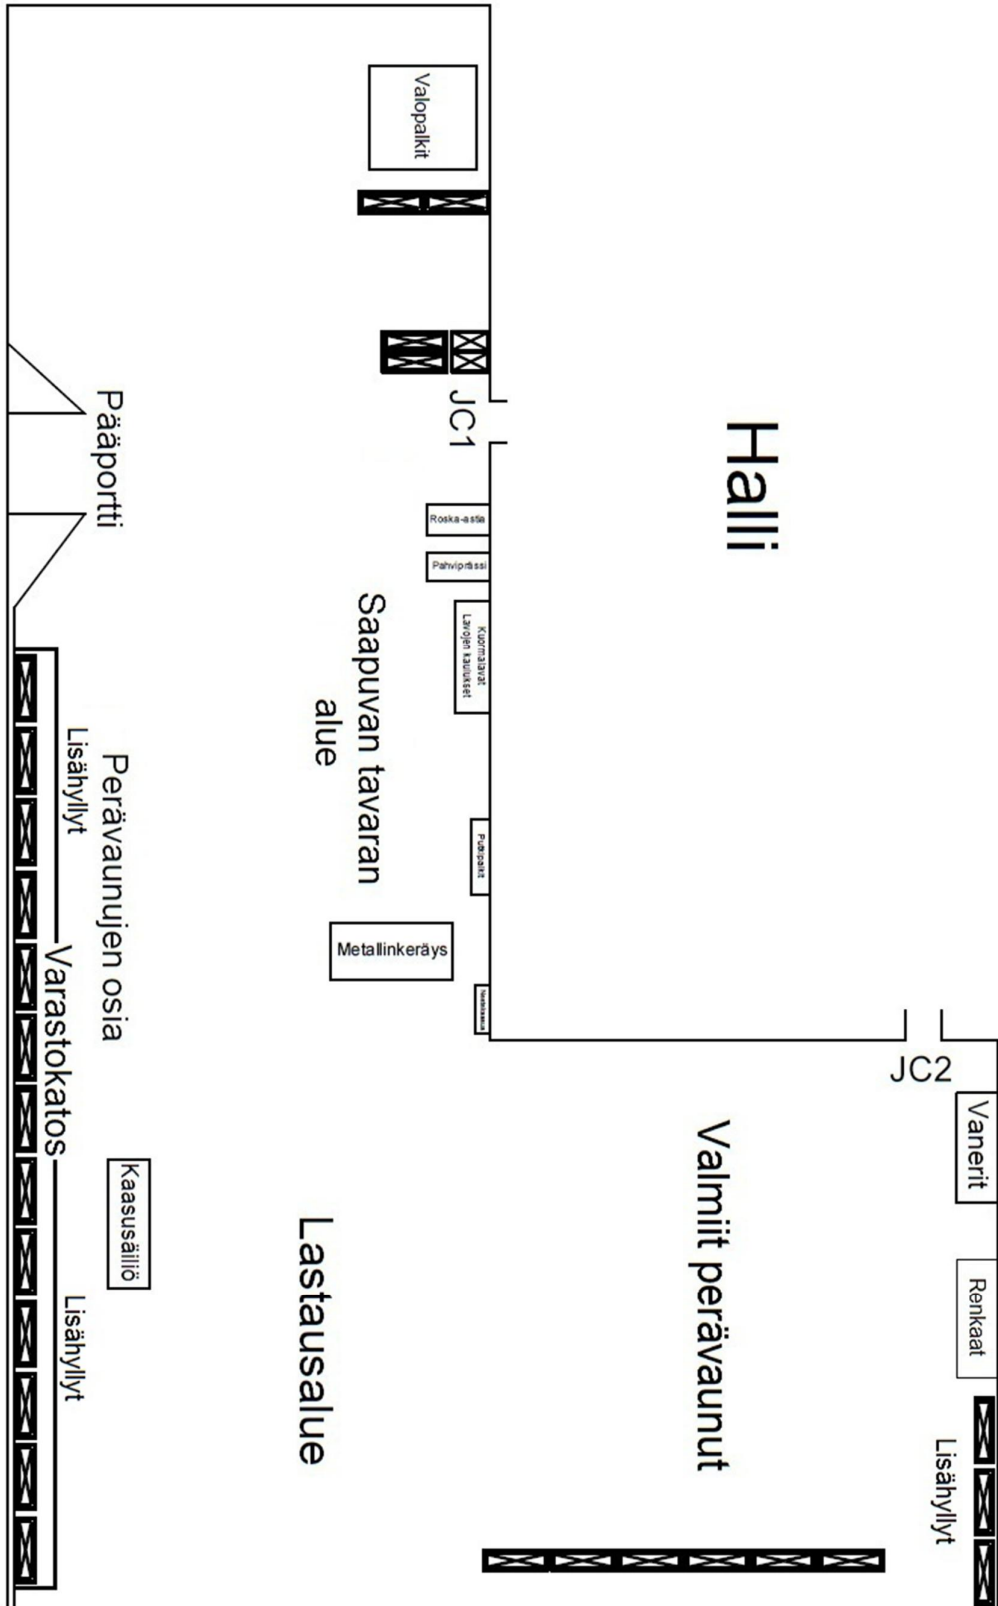 Valopalkit
Halli
JC1
Pääportti
Roska-astia
Pahviprässi
Kuormalavat
Lavojen kaulukset
Saapuvan tavaran
alue
Lisähyllyt
Perävaunujen osia
Putkipalkit
Metallinkeräys
Varastokatos
JC2
Vanerit
Valmiit perävaunut
Kaasusäiliö
Lastausalue
Renkaat
Lisähyllyt
Lisähyllyt